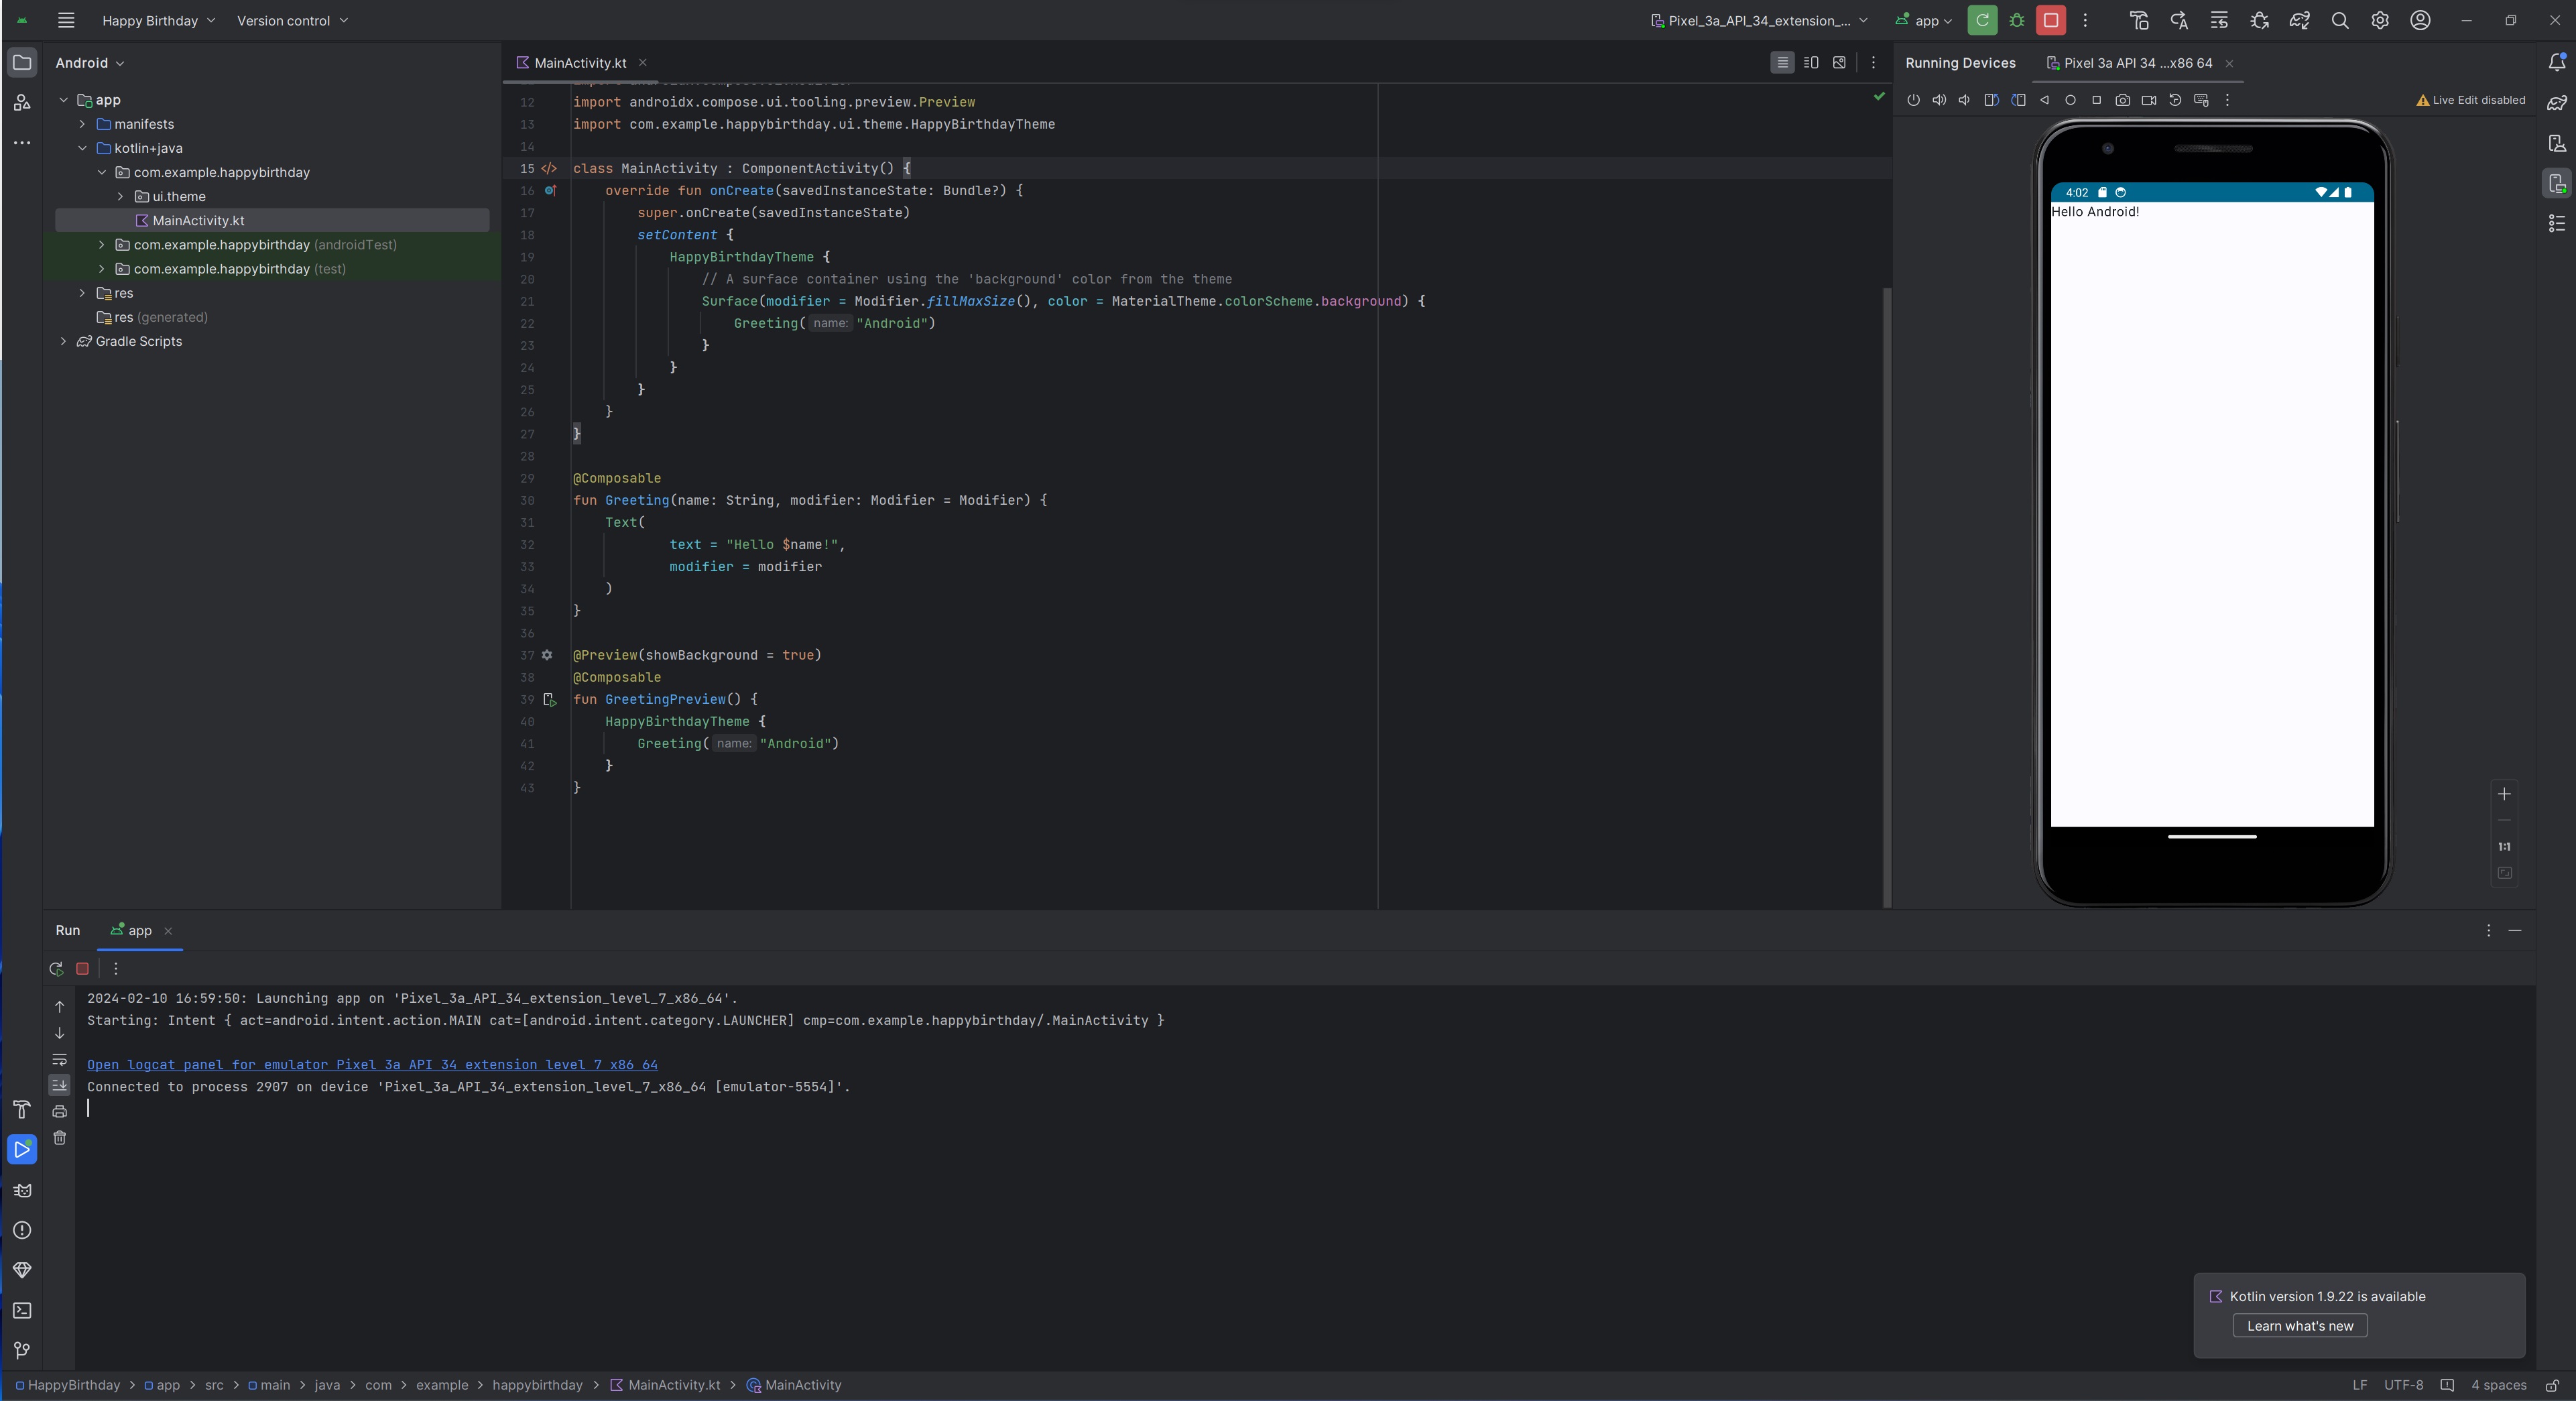 Happy Birthday
Version control
Pixel_3a_API_34_extension_...
app
Android
app
manifests
kotlin+java
com.example.happybirthday
ui.theme
MainActivity.kt
com.example.happybirthday (androidTest)
com.example.happybirthday (test)
res
res (generated)
Gradle Scripts
MainActivity.kt
12 import androidx.compose.ui.tooling.preview.Preview
13 import com.example.happybirthday.ui.theme.HappyBirthdayTheme
14
15 class MainActivity : ComponentActivity() {
16 override fun onCreate(savedInstanceState: Bundle?) {
17 super.onCreate(savedInstanceState)
18 setContent {
19 HappyBirthdayTheme {
20 // A surface container using the 'background' color from the theme
21 Surface(modifier = Modifier.fillMaxSize(), color = MaterialTheme.colorScheme.background) {
22 Greeting( name: "Android")
23 }
24 }
25 }
26 }
27 }
28
29 @Composable
30 fun Greeting(name: String, modifier: Modifier = Modifier) {
31 Text(
32 text = "Hello $name!",
33 modifier = modifier
34 )
35 }
36
37 @Preview(showBackground = true)
38 @Composable
39 fun GreetingPreview() {
40 HappyBirthdayTheme {
41 Greeting( name: "Android")
42 }
43 }
Running Devices
Pixel 3a API 34 ...x86 64
Live Edit disabled
4:02
Hello Android!
1:1
Run
app
2024-02-10 16:59:50: Launching app on 'Pixel_3a_API_34_extension_level_7_x86_64'.
Starting: Intent { act=android.intent.action.MAIN cat=[android.intent.category.LAUNCHER] cmp=com.example.happybirthday/.MainActivity }
Open logcat panel for emulator Pixel 3a API 34 extension level 7 x86 64
Connected to process 2907 on device 'Pixel_3a_API_34_extension_level_7_x86_64 [emulator-5554]'.
Kotlin version 1.9.22 is available
Learn what's new
HappyBirthday > app > src > main > java > com > example > happybirthday > MainActivity.kt > MainActivity
LF UTF-8 4 spaces